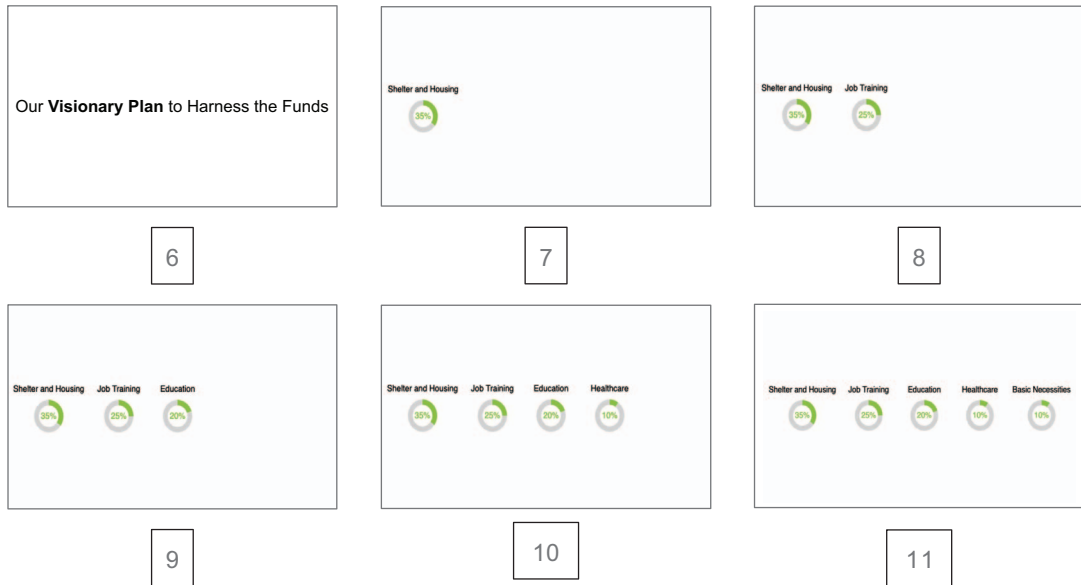 Our Visionary Plan to Harness the Funds
Shelter and Housing
35%
Shelter and Housing Job Training
35% 25%
6 7 8
Shelter and Housing Job Training Education
35% 25% 20%
Shelter and Housing Job Training Education Healthcare
35% 25% 20% 10%
Shelter and Housing Job Training Education Healthcare Basic Necessities
35% 25% 20% 10% 10%
9 10 11